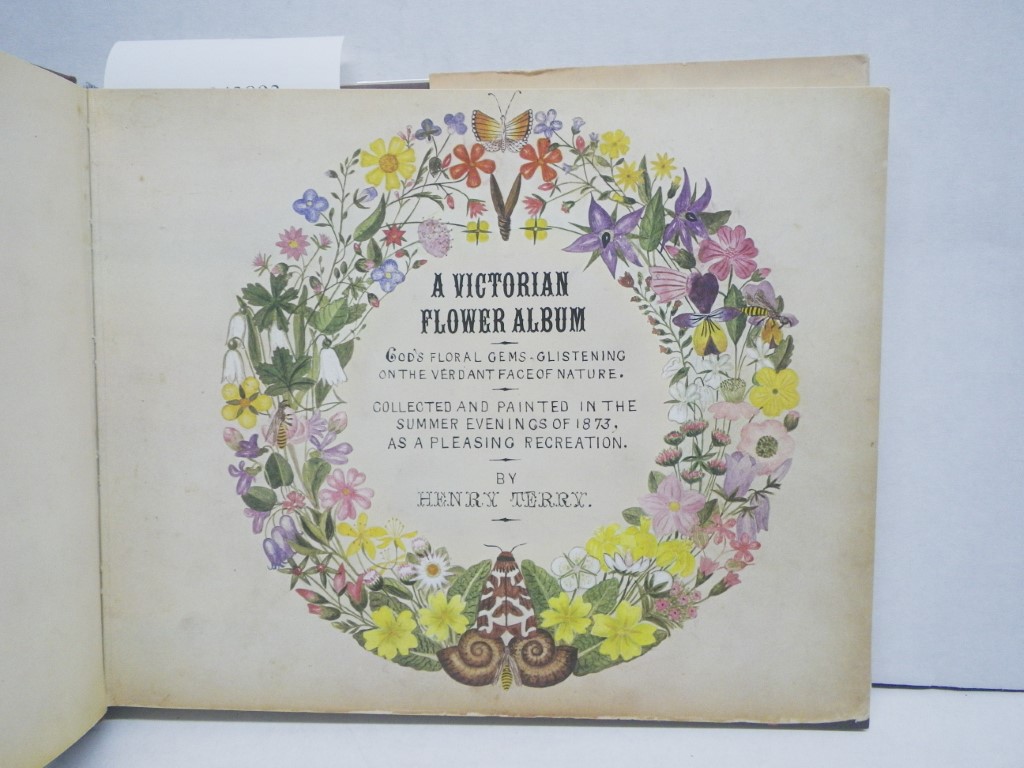 A VICTORIAN
FLOWER ALBUM
GOD'S FLORAL GEMS-GLISTENING
ON THE VERDANT FACE OF NATURE.
COLLECTED AND PAINTED IN THE
SUMMER EVENINGS OF 1873,
AS A PLEASING RECREATION.
BY
HENRY TERRY.